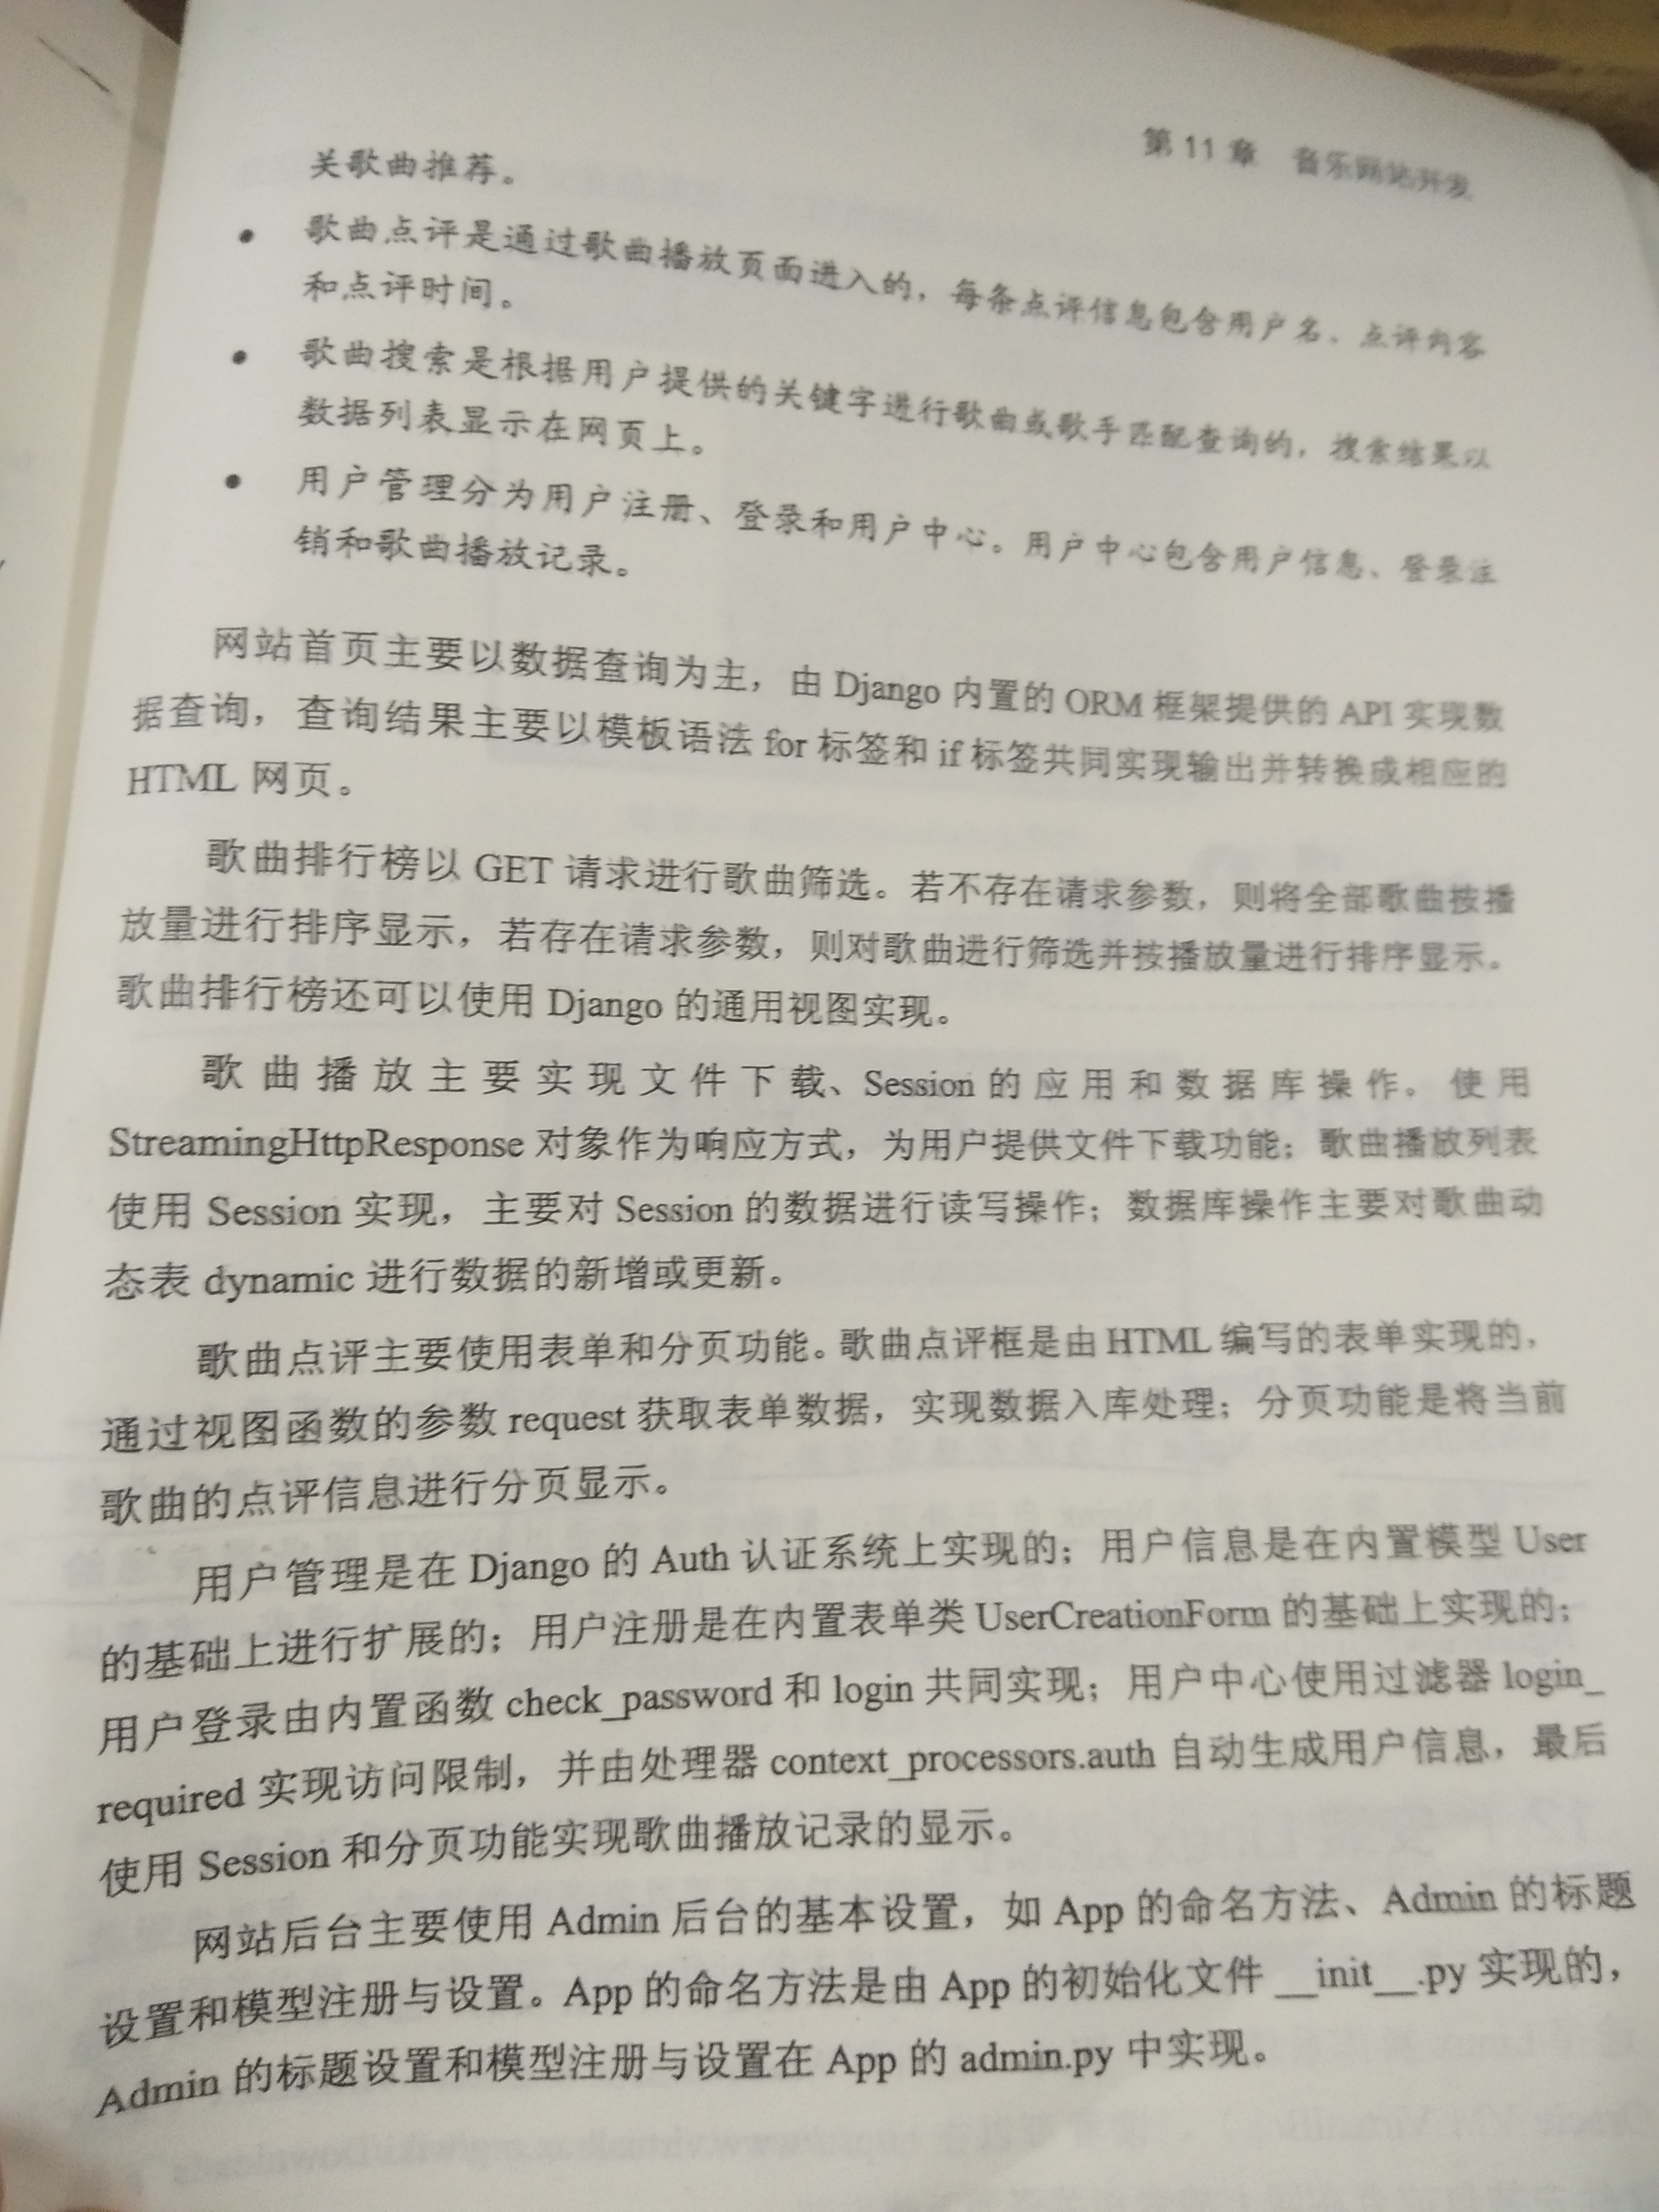 第 11 章 音乐网站开发
关歌曲推荐。
● 歌曲点评是通过歌曲播放页面进入的，每条点评信息包含用户名、点评内容
和点评时间。
● 歌曲搜索是根据用户提供的关键字进行歌曲或歌手匹配查询的，搜索结果以
数据列表显示在网页上。
● 用户管理分为用户注册、登录和用户中心。用户中心包含用户信息、登录注
销和歌曲播放记录。
网站首页主要以数据查询为主，由 Django 内置的 ORM 框架提供的 API 实现数
据查询，查询结果主要以模板语法 for 标签和 if 标签共同实现输出并转换成相应的
HTML 网页。
歌曲排行榜以 GET 请求进行歌曲筛选。若不存在请求参数，则将全部歌曲按播
放量进行排序显示，若存在请求参数，则对歌曲进行筛选并按播放量进行排序显示。
歌曲排行榜还可以使用 Django 的通用视图实现。
歌曲播放主要实现文件下载、Session 的应用和数据库操作。使用
StreamingHttpResponse 对象作为响应方式，为用户提供文件下载功能；歌曲播放列表
使用 Session 实现，主要对 Session 的数据进行读写操作；数据库操作主要对歌曲动
态表 dynamic 进行数据的新增或更新。
歌曲点评主要使用表单和分页功能。歌曲点评框是由 HTML 编写的表单实现的，
通过视图函数的参数 request 获取表单数据，实现数据入库处理；分页功能是将当前
歌曲的点评信息进行分页显示。
用户管理是在 Django 的 Auth 认证系统上实现的；用户信息是在内置模型 User
的基础上进行扩展的；用户注册是在内置表单类 UserCreationForm 的基础上实现的；
用户登录由内置函数 check_password 和 login 共同实现；用户中心使用过滤器 login_
required 实现访问限制，并由处理器 context_processors.auth 自动生成用户信息，最后
使用 Session 和分页功能实现歌曲播放记录的显示。
网站后台主要使用 Admin 后台的基本设置，如 App 的命名方法、Admin 的标题
设置和模型注册与设置。App 的命名方法是由 App 的初始化文件 __init__.py 实现的，
Admin 的标题设置和模型注册与设置在 App 的 admin.py 中实现。